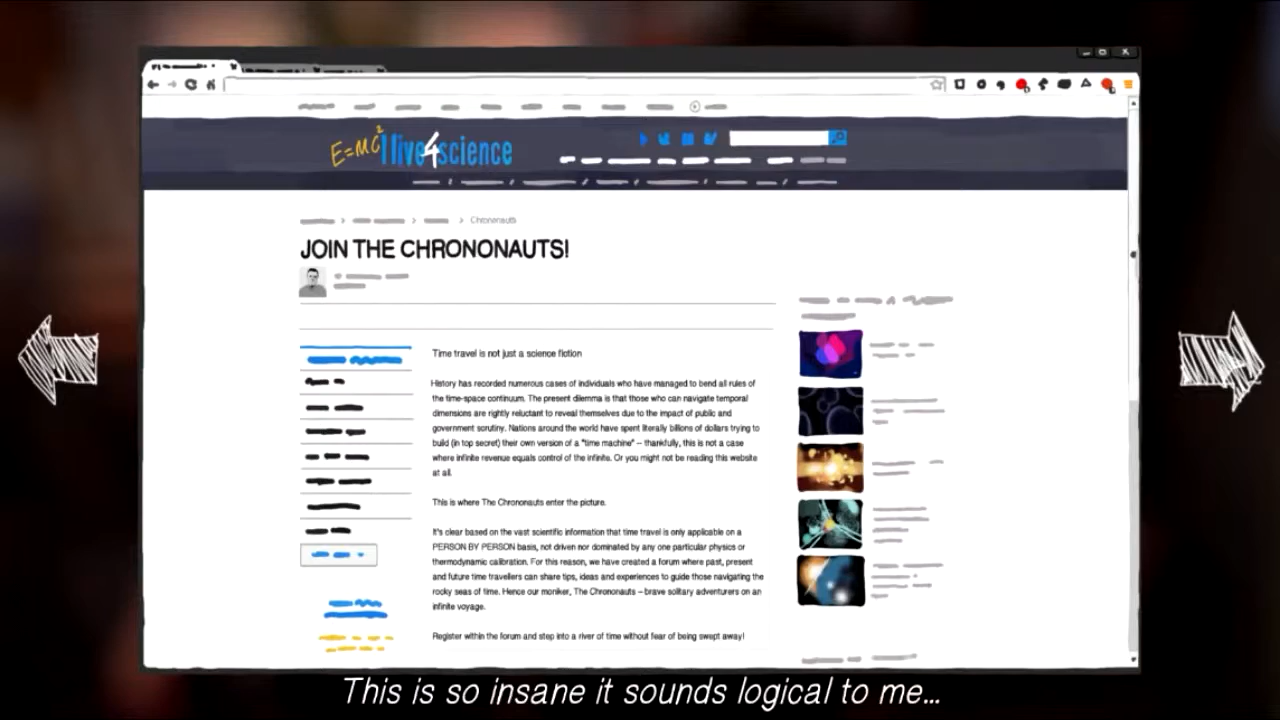 E=MC² I live4science
Chrononauts
JOIN THE CHRONONAUTS!
Time travel is not just a science fiction
History has recorded numerous cases of individuals who have managed to bend all rules of
the time-space continuum. The present dilemma is that those who can navigate temporal
dimensions are rightly reluctant to reveal themselves due to the impact of public and
government scrutiny. Nations around the world have spent literally billions of dollars trying to
build (in top secret) their own version of a "time machine" -- thankfully, this is not a case
where infinite revenue equals control of the infinite. Or you might not be reading this website
at all.
This is where The Chrononauts enter the picture.
It's clear based on the vast scientific information that time travel is only applicable on a
PERSON BY PERSON basis, not driven nor dominated by any one particular physics or
thermodynamic calibration. For this reason, we have created a forum where past, present
and future time travellers can share tips, ideas and experiences to guide those navigating the
rocky seas of time. Hence our moniker, The Chrononauts – brave solitary adventurers on an
infinite voyage.
Register within the forum and step into a river of time without fear of being swept away!
This is so insane it sounds logical to me...